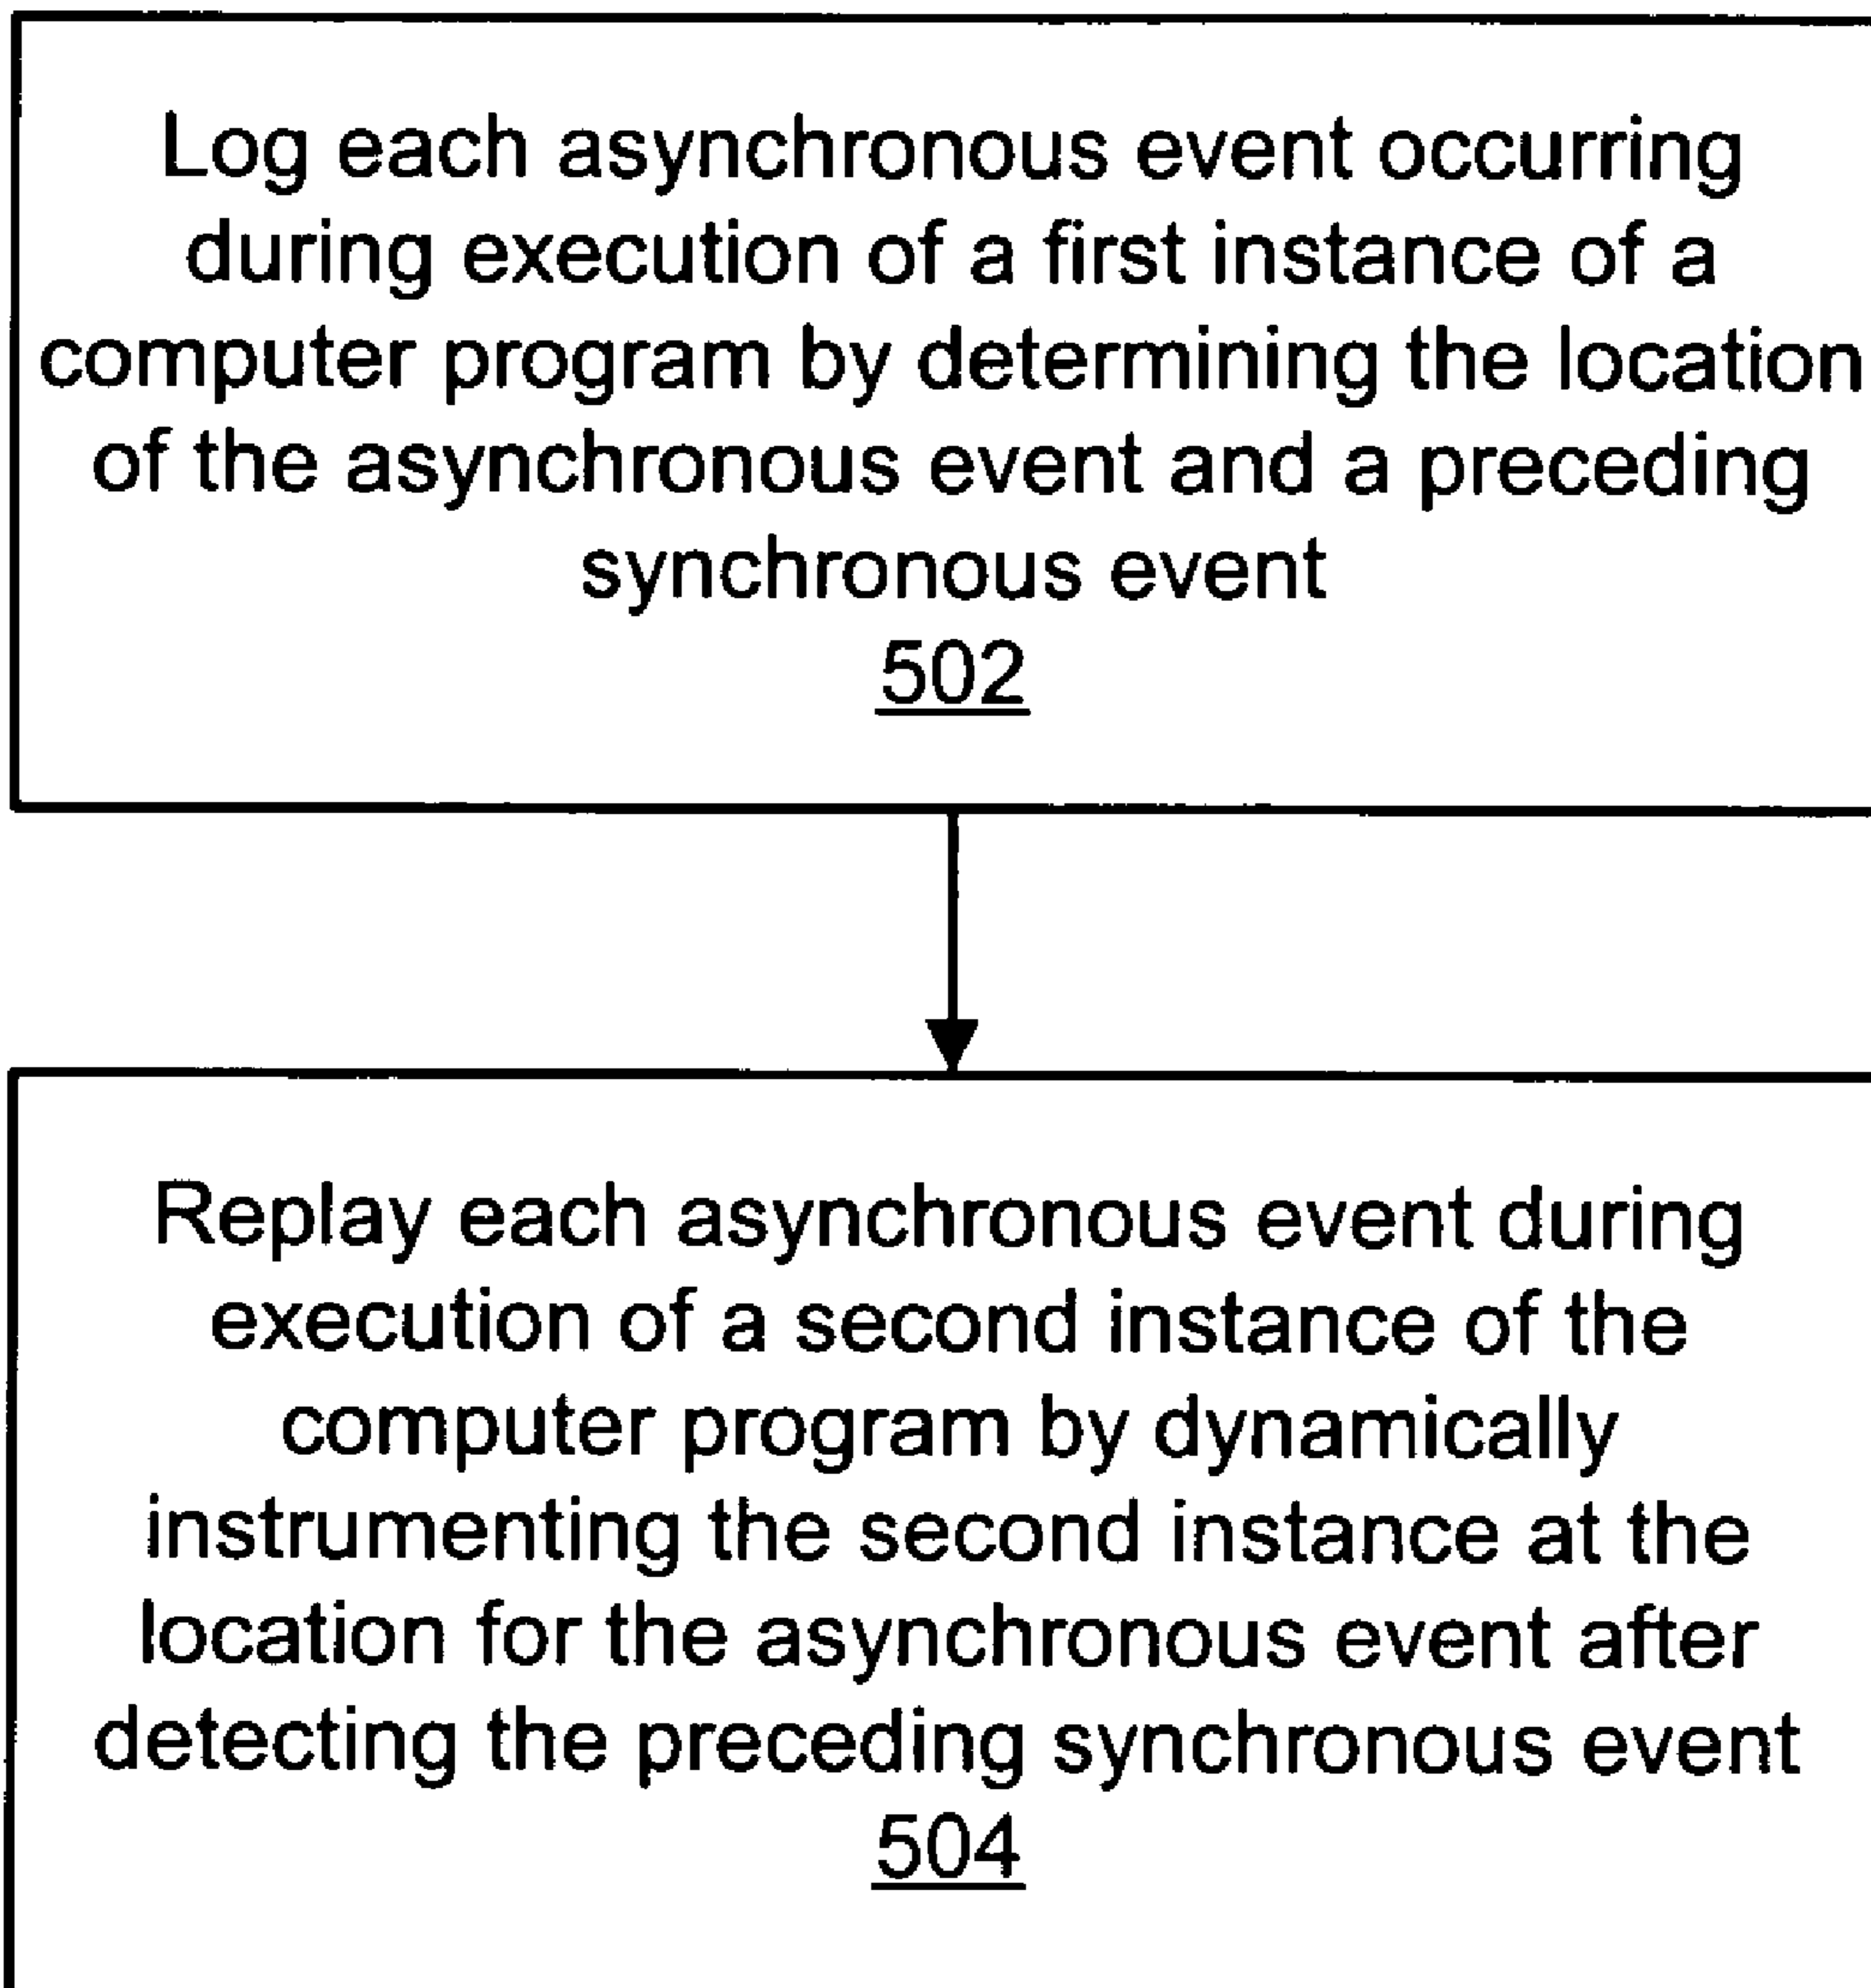 Log each asynchronous event occurring
during execution of a first instance of a
computer program by determining the location
of the asynchronous event and a preceding
synchronous event
502
Replay each asynchronous event during
execution of a second instance of the
computer program by dynamically
instrumenting the second instance at the
location for the asynchronous event after
detecting the preceding synchronous event
504